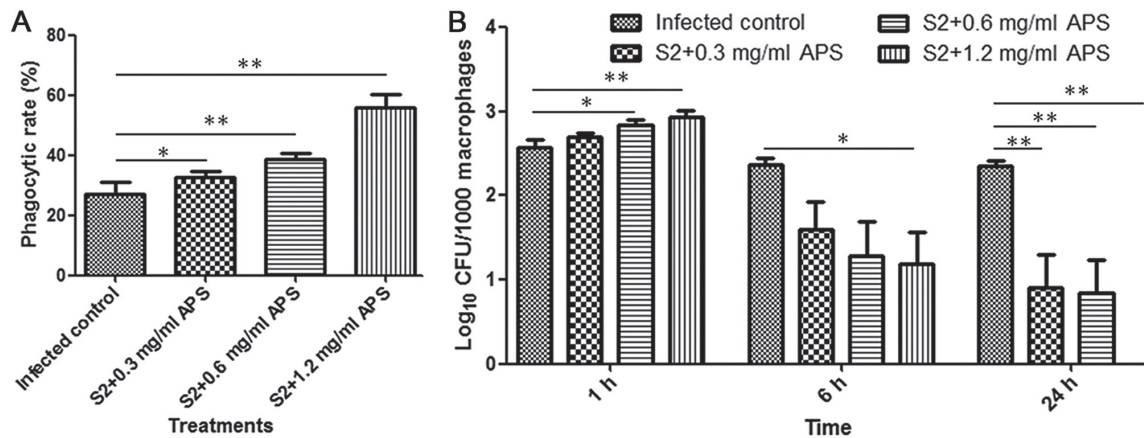 A
Phagocytic rate (%)
80
60
40
20
0
**
**
*
Infected control
S2+0.3 mg/ml APS
S2+0.6 mg/ml APS
S2+1.2 mg/ml APS
Treatments
B
Infected control
S2+0.6 mg/ml APS
S2+0.3 mg/ml APS
S2+1.2 mg/ml APS
Log10 CFU/1000 macrophages
4
3
2
1
0
**
*
*
**
**
**
1 h
6 h
24 h
Time